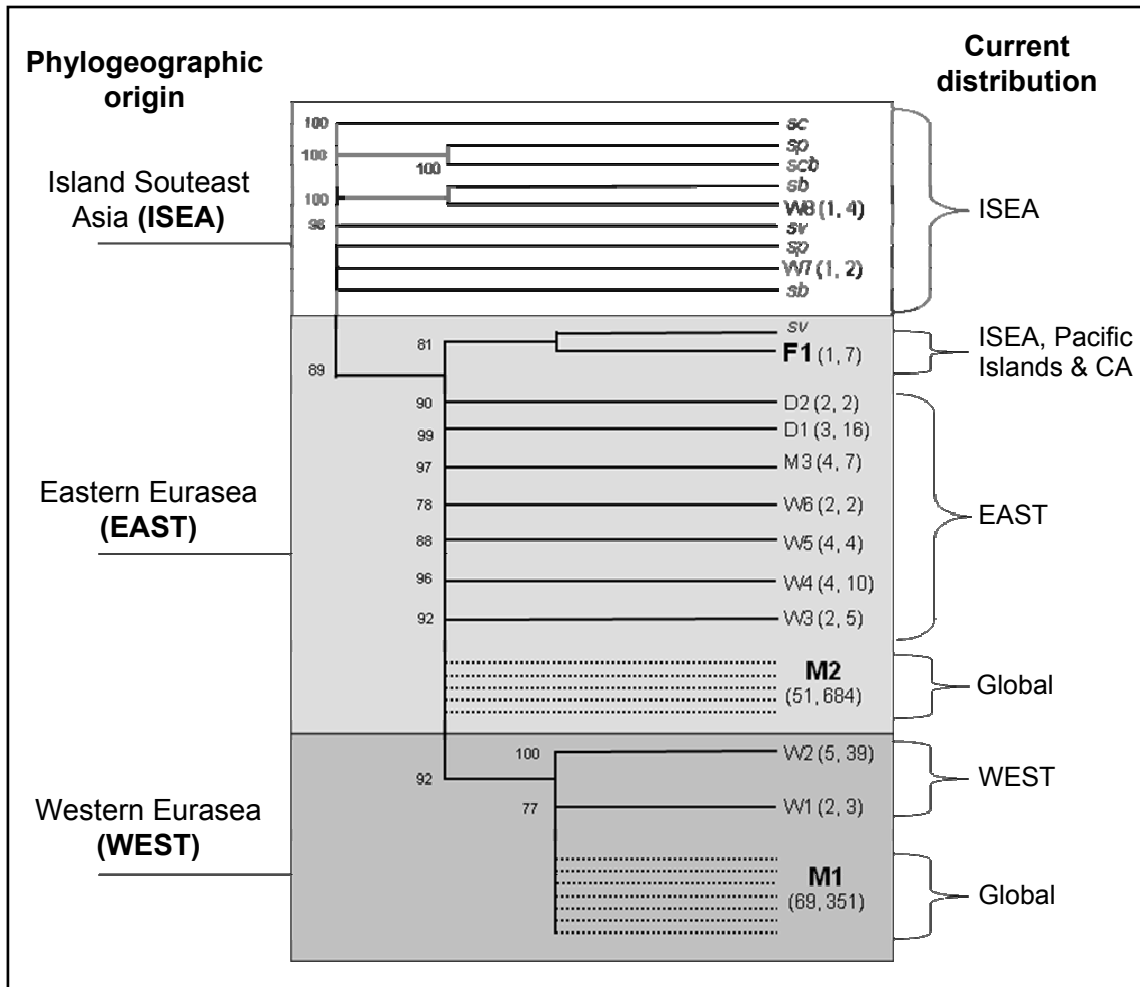 Phylogeographic
origin
Current
distribution
100
sc
100
sp
100
scb
sb
100
W8 (1, 4)
98
sv
sp
W7 (1, 2)
sb
Island Souteast
Asia (ISEA)
ISEA
sv
81
F1 (1, 7)
ISEA, Pacific
Islands & CA
89
90
D2 (2, 2)
99
D1 (3, 16)
97
M3 (4, 7)
78
W6 (2, 2)
88
W5 (4, 4)
96
W4 (4, 10)
92
W3 (2, 5)
Eastern Eurasea
(EAST)
EAST
M2
(51, 684)
Global
100
W2 (5, 39)
92
77
W1 (2, 3)
WEST
Western Eurasea
(WEST)
M1
(69, 351)
Global